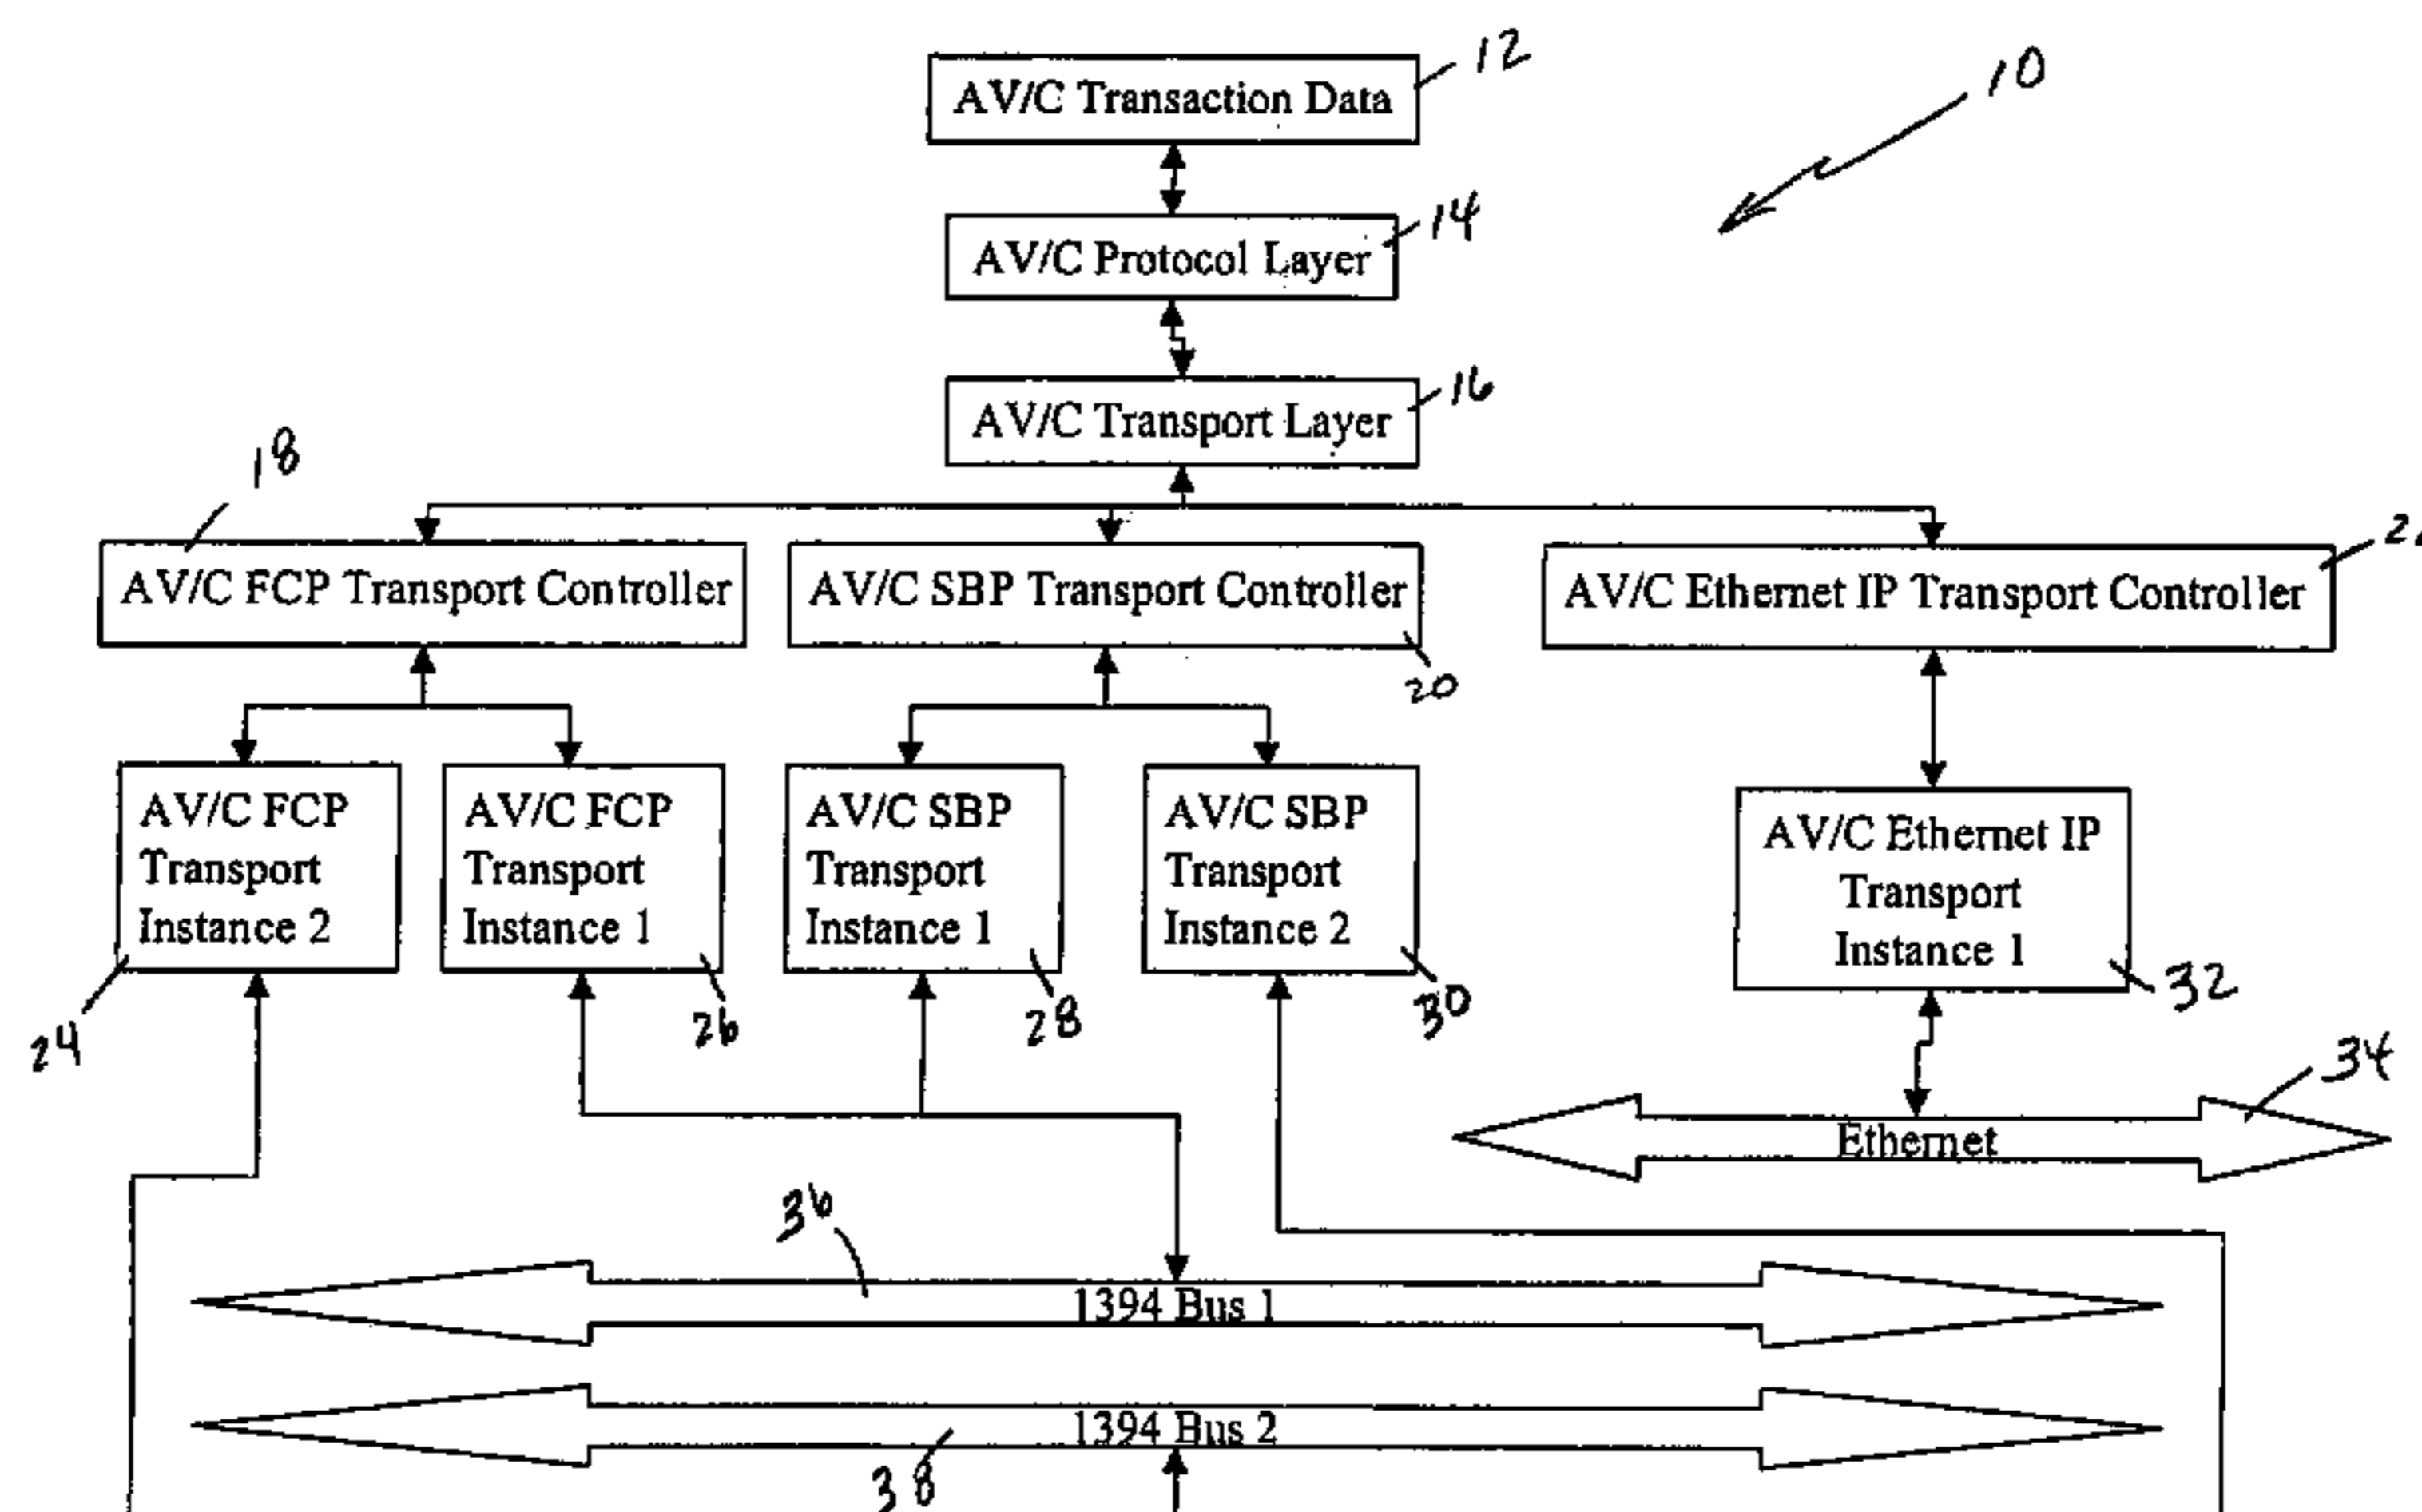 12
10
AV/C Transaction Data
14
AV/C Protocol Layer
16
AV/C Transport Layer
18
AV/C FCP Transport Controller
AV/C SBP Transport Controller
AV/C Ethernet IP Transport Controller
20
AV/C FCP
Transport
Instance 2
AV/C FCP
Transport
Instance 1
AV/C SBP
Transport
Instance 1
AV/C SBP
Transport
Instance 2
AV/C Ethernet IP
Transport
Instance 1
24
26
28
30
32
34
Ethernet
36
1394 Bus 1
1394 Bus 2
38